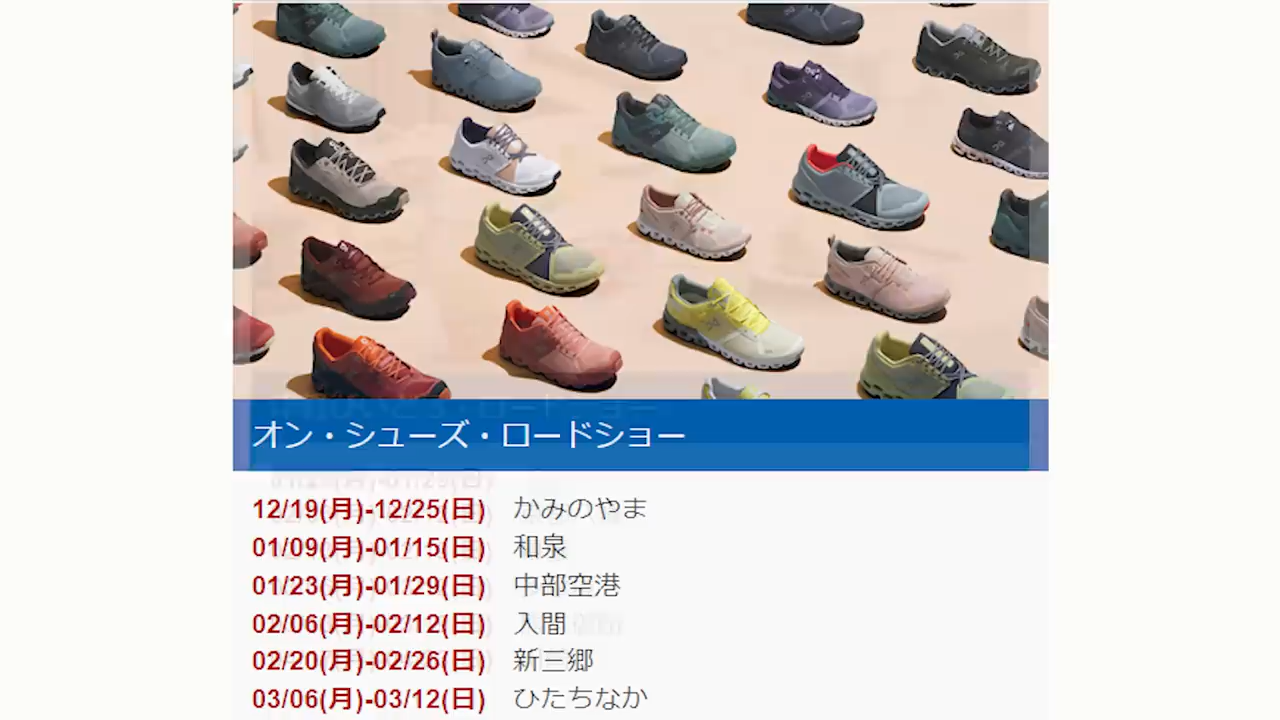 オン・シューズ・ロードショー
12/19(月)-12/25(日) かみのやま
01/09(月)-01/15(日) 和泉
01/23(月)-01/29(日) 中部空港
02/06(月)-02/12(日) 入間
02/20(月)-02/26(日) 新三郷
03/06(月)-03/12(日) ひたちなか